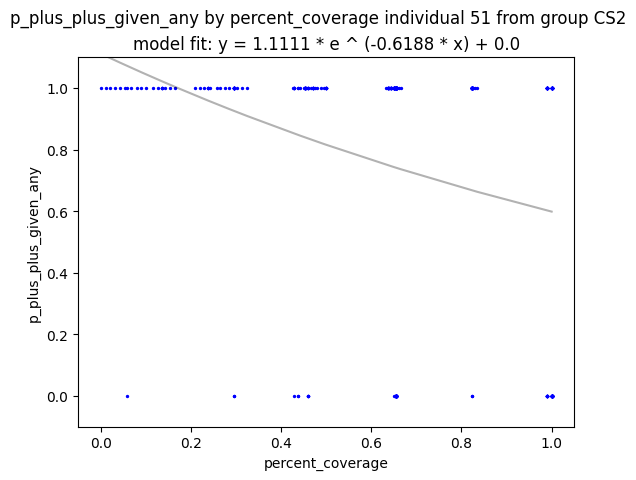 p_plus_plus_given_any by percent_coverage individual 51 from group CS2
model fit: y = 1.1111 * e ^ (-0.6188 * x) + 0.0
1.0
0.8
0.6
0.4
0.2
0.0
p_plus_plus_given_any
0.0 0.2 0.4 0.6 0.8 1.0
percent_coverage